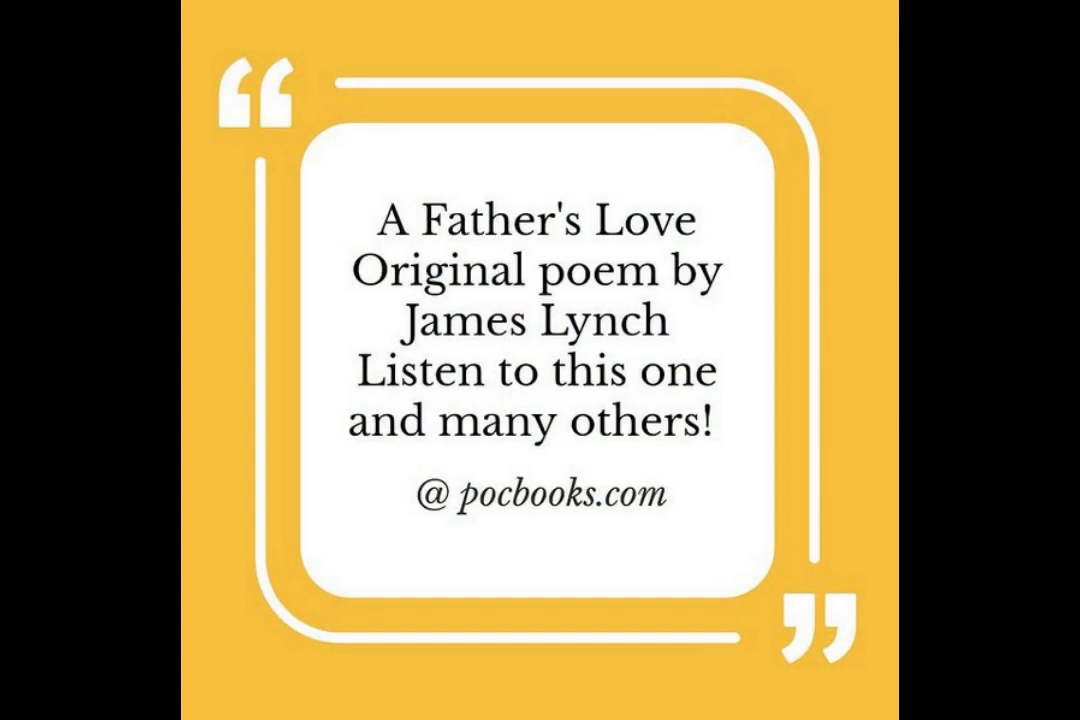 “
A Father's Love
Original poem by
James Lynch
Listen to this one
and many others!
@ pocbooks.com
”